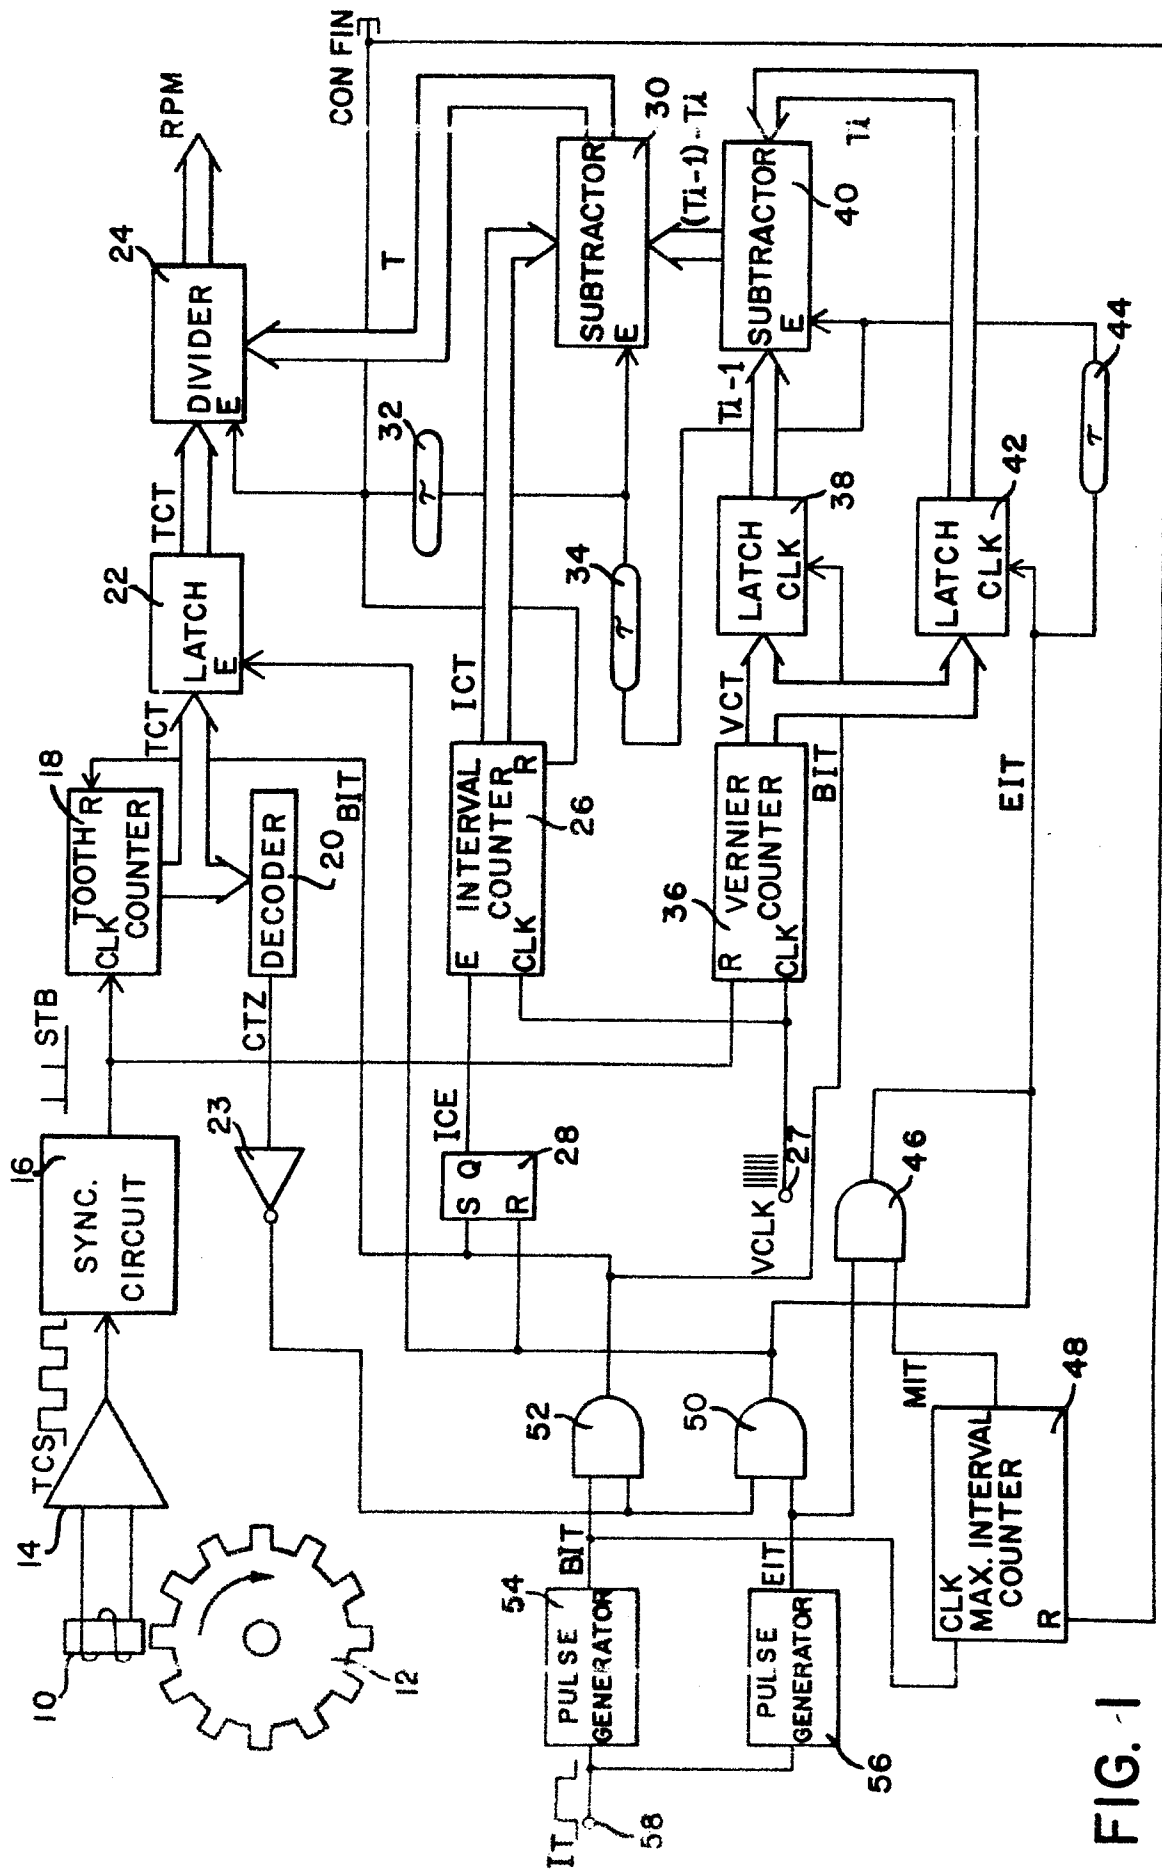 CON FIN
RPM
24
DIVIDER
E
T
30
SUBTRACTOR
E
(Ti-1)-Ti
SUBTRACTOR
E
40
Ti
TCT
32
τ
Ti-1
44
τ
22
LATCH
E
34
τ
LATCH
CLK
38
LATCH
CLK
42
TCT
18
TOOTH
R
CLK
COUNTER
DECODER
20
BIT
ICT
E
INTERVAL
COUNTER
R
CLK
26
VCT
36
R
VERNIER
COUNTER
CLK
BIT
EIT
STB
CTZ
23
ICE
S
Q
R
28
VCLK
27
46
16
SYNC.
CIRCUIT
TCS
14
52
50
MIT
48
10
12
BIT
54
PULSE
GENERATOR
EIT
PULSE
GENERATOR
56
CLK
MAX. INTERVAL
COUNTER
R
IT
58
FIG. 1